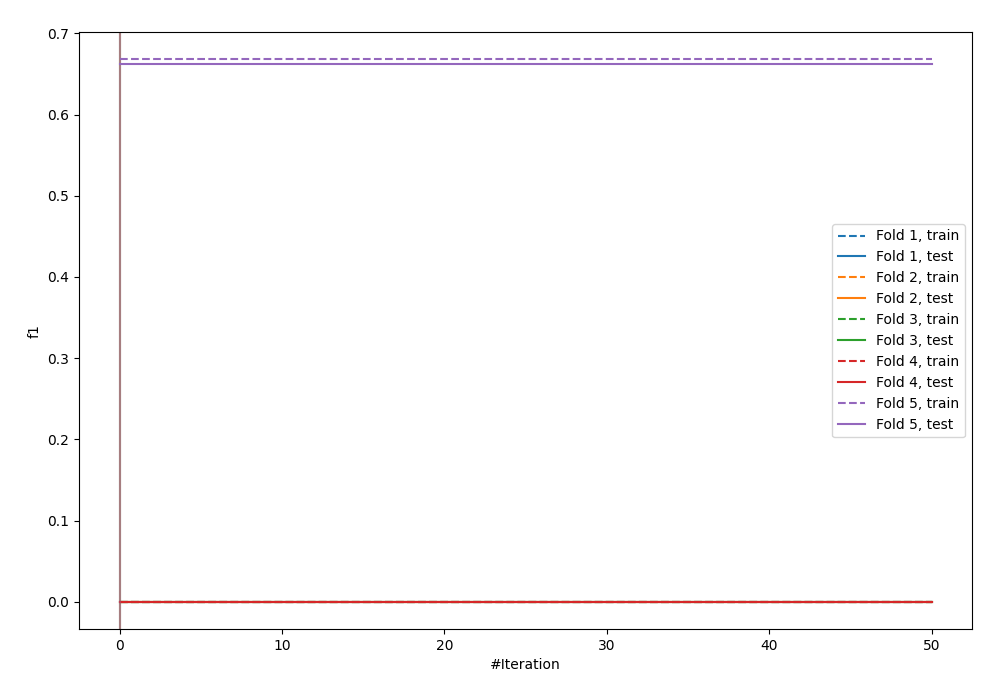 0.7
0.6
0.5
0.4
0.3
0.2
0.1
0.0
f1
0
10
20
30
40
50
#Iteration
Fold 1, train
Fold 1, test
Fold 2, train
Fold 2, test
Fold 3, train
Fold 3, test
Fold 4, train
Fold 4, test
Fold 5, train
Fold 5, test